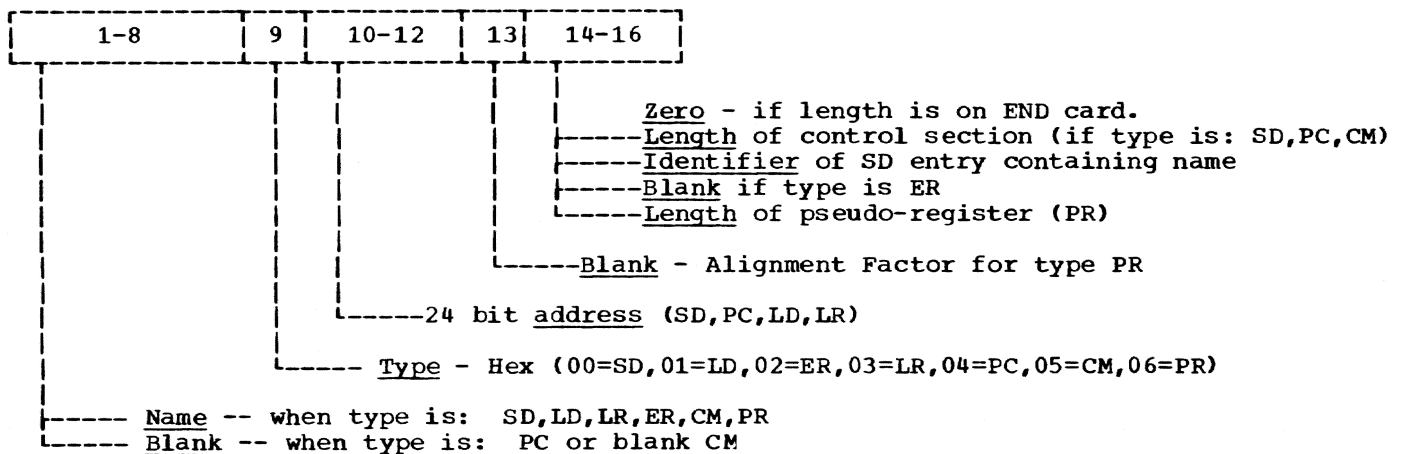 1-8 9 10-12 13 14-16
Zero - if length is on END card.
Length of control section (if type is: SD,PC,CM)
Identifier of SD entry containing name
Blank if type is ER
Length of pseudo-register (PR)
Blank - Alignment Factor for type PR
24 bit address (SD,PC,LD,LR)
Type - Hex (00=SD,01=LD,02=ER,03=LR,04=PC,05=CM,06=PR)
Name -- when type is: SD,LD,LR,ER,CM,PR
Blank -- when type is: PC or blank CM